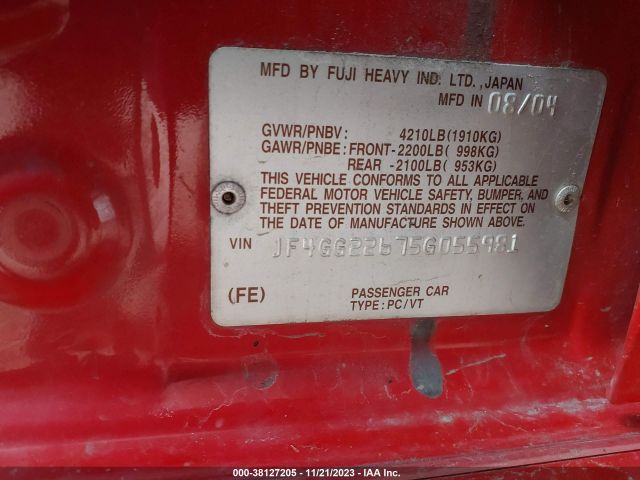 MFD BY FUJI HEAVY IND. LTD., JAPAN
MFD IN 08/04
GVWR/PNBV: 4210LB(1910KG)
GAWR/PNBE: FRONT-2200LB( 998KG)
REAR -2100LB( 953KG)
THIS VEHICLE CONFORMS TO ALL APPLICABLE
FEDERAL MOTOR VEHICLE SAFETY, BUMPER, AND
THEFT PREVENTION STANDARDS IN EFFECT ON
THE DATE OF MANUFACTURE SHOWN ABOVE.
VIN JF4GG22675G055981
(FE) PASSENGER CAR
TYPE: PC/VT
000-38127205 - 11/21/2023 - IAA Inc.